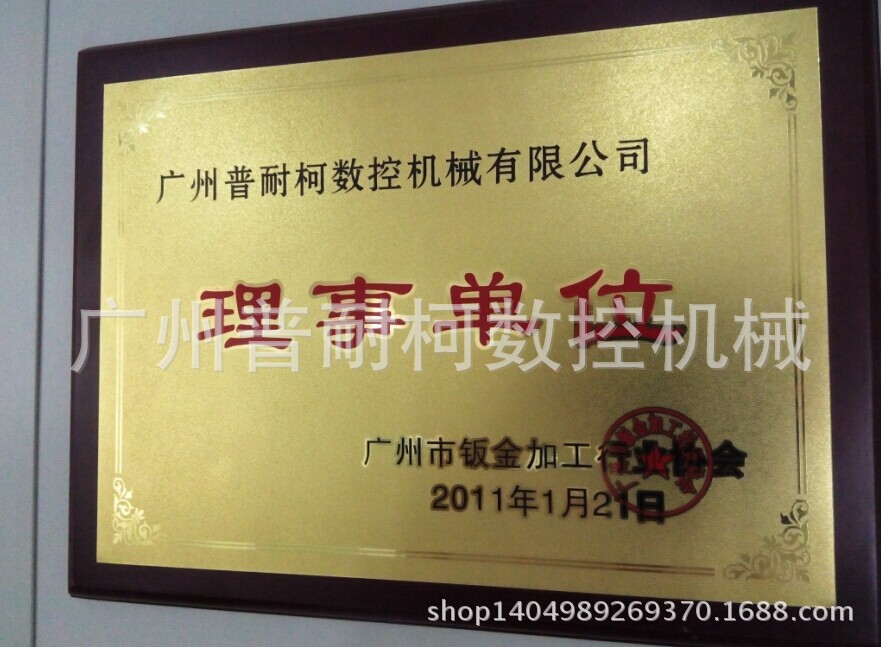 广州普耐柯数控机械有限公司
理事单位
广州普耐柯数控机械
广州市钣金加工行业协会
2011年1月21日
shop1404989269370.1688.com